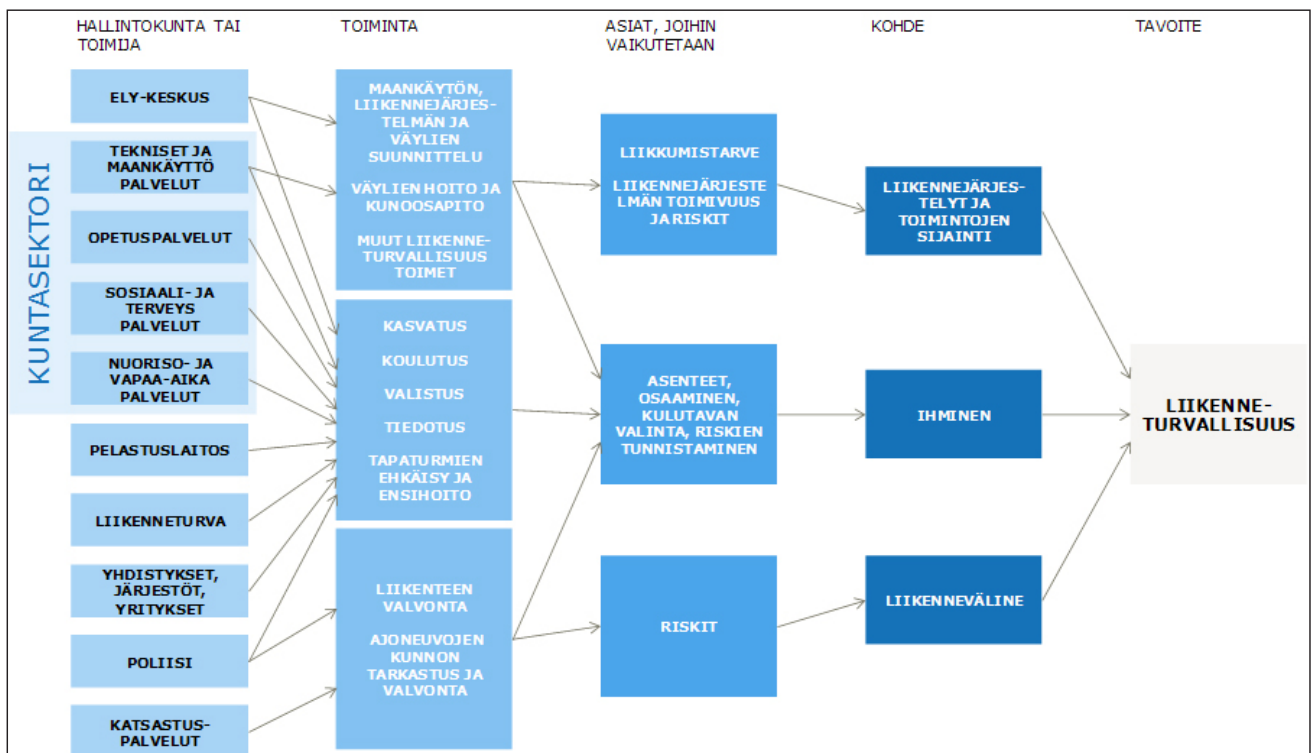 HALLINTOKUNTA TAI
TOIMIJA
TOIMINTA
ASIAT, JOIHIN
VAIKUTETAAN
KOHDE
TAVOITE
KUNTASEKTORI
ELY-KESKUS
TEKNISET JA
MAANKÄYTTÖ
PALVELUT
OPETUSPALVELUT
SOSIAALI- JA
TERVEYS
PALVELUT
NUORISO- JA
VAPAA-AIKA
PALVELUT
PELASTUSLAITOS
LIIKENNETURVA
YHDISTYKSET,
JÄRJESTÖT,
YRITYKSET
POLIISI
KATSASTUS-
PALVELUT
MAANKÄYTÖN,
LIIKENNEJÄRJES-
TELMÄN JA
VÄYLIEN
SUUNNITTELU
VÄYLIEN HOITO JA
KUNOOSAPITO
MUUT LIIKENNE-
TURVALLISUUS
TOIMET
KASVATUS
KOULUTUS
VALISTUS
TIEDOTUS
TAPATURMIEN
EHKÄISY JA
ENSIHOITO
LIIKENTEEN
VALVONTA
AJONEUVOJEN
KUNNON
TARKASTUS JA
VALVONTA
LIIKKUMISTARVE
LIIKENNEJÄRJESTE
LMÄN TOIMIVUUS
JA RISKIT
ASENTEET,
OSAAMINEN,
KULUTAVAN
VALINTA, RISKIEN
TUNNISTAMINEN
RISKIT
LIIKENNEJÄRJES-
TELYT JA
TOIMINTOJEN
SIJAINTI
IHMINEN
LIIKENNEVÄLINE
LIIKENNE-
TURVALLISUUS